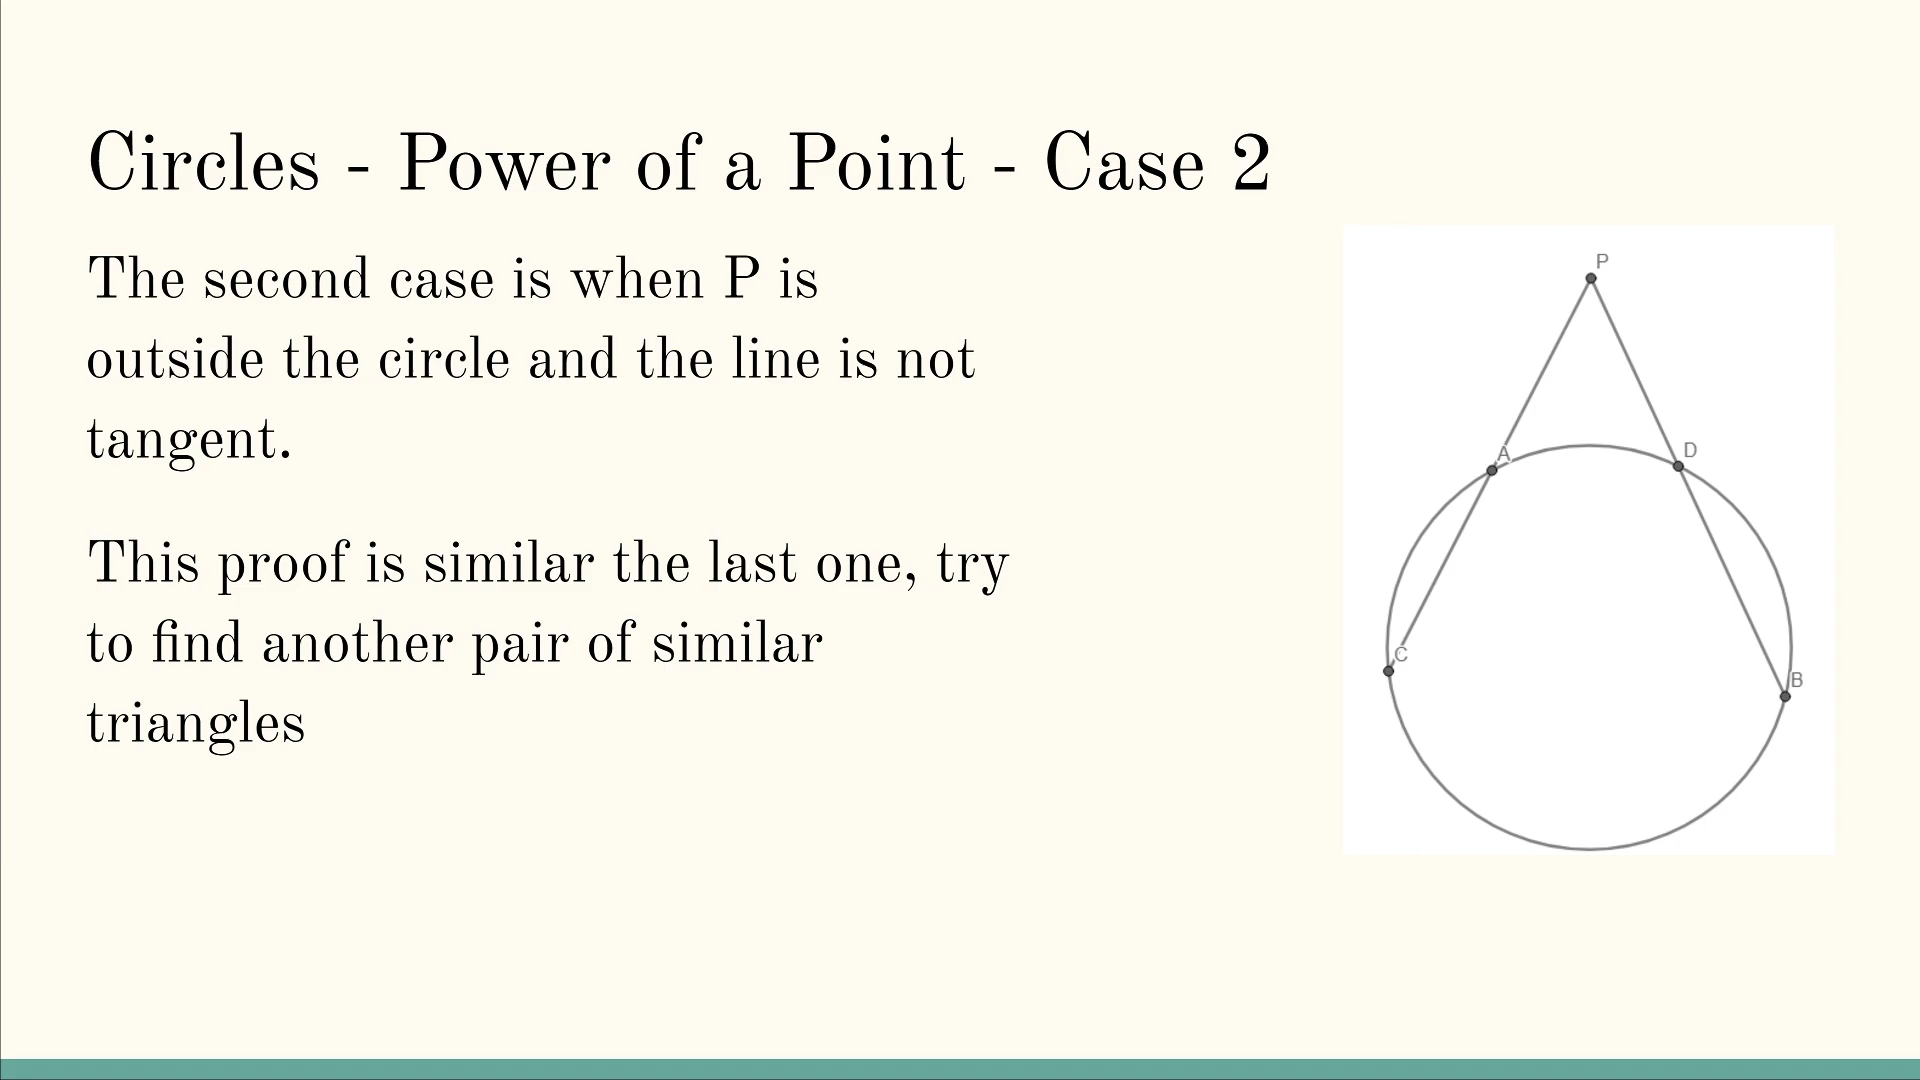 Circles - Power of a Point - Case 2
The second case is when P is
outside the circle and the line is not
tangent.
This proof is similar the last one, try
to find another pair of similar
triangles
P
A
D
C
B